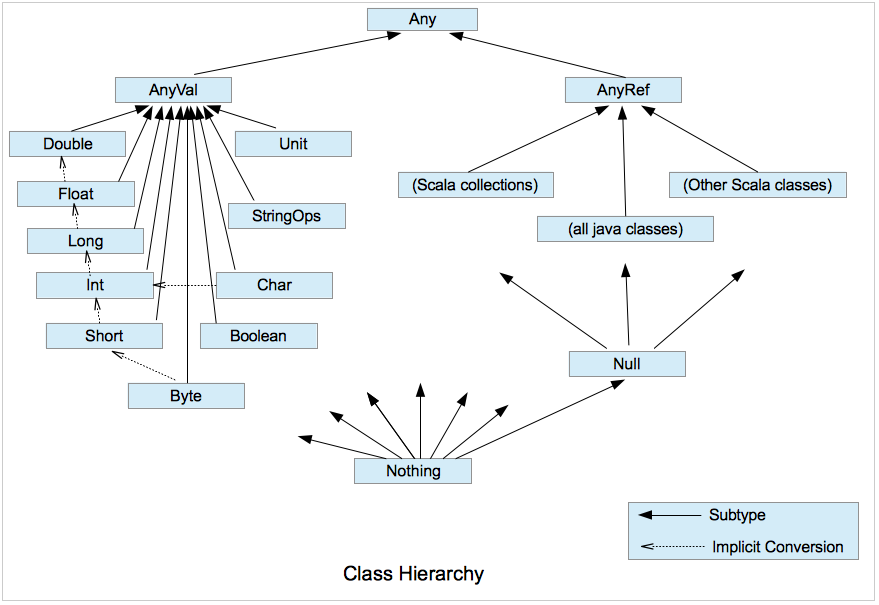 Any
AnyVal
AnyRef
Double
Unit
Float
(Scala collections)
(Other Scala classes)
StringOps
(all java classes)
Long
Int
Char
Short
Boolean
Null
Byte
Nothing
Subtype
Implicit Conversion
Class Hierarchy